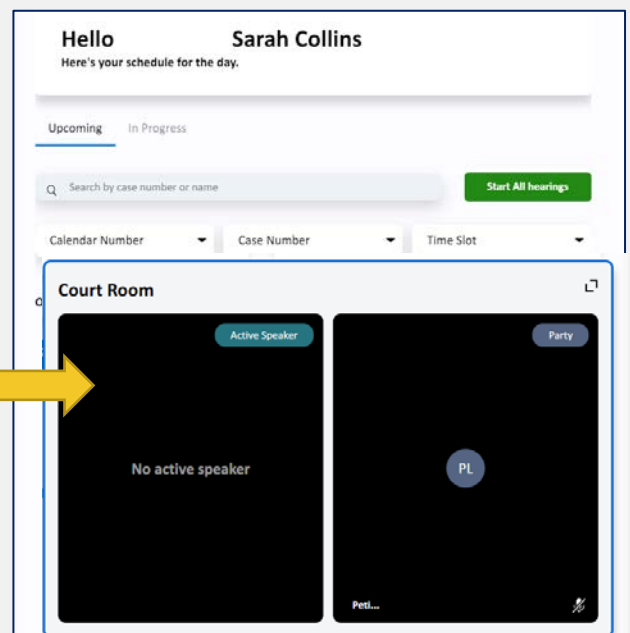 Hello Sarah Collins
Here's your schedule for the day.
Upcoming In Progress
Search by case number or name
Start All hearings
Calendar Number Case Number Time Slot
Court Room
Active Speaker
Party
No active speaker
PL
Peti...